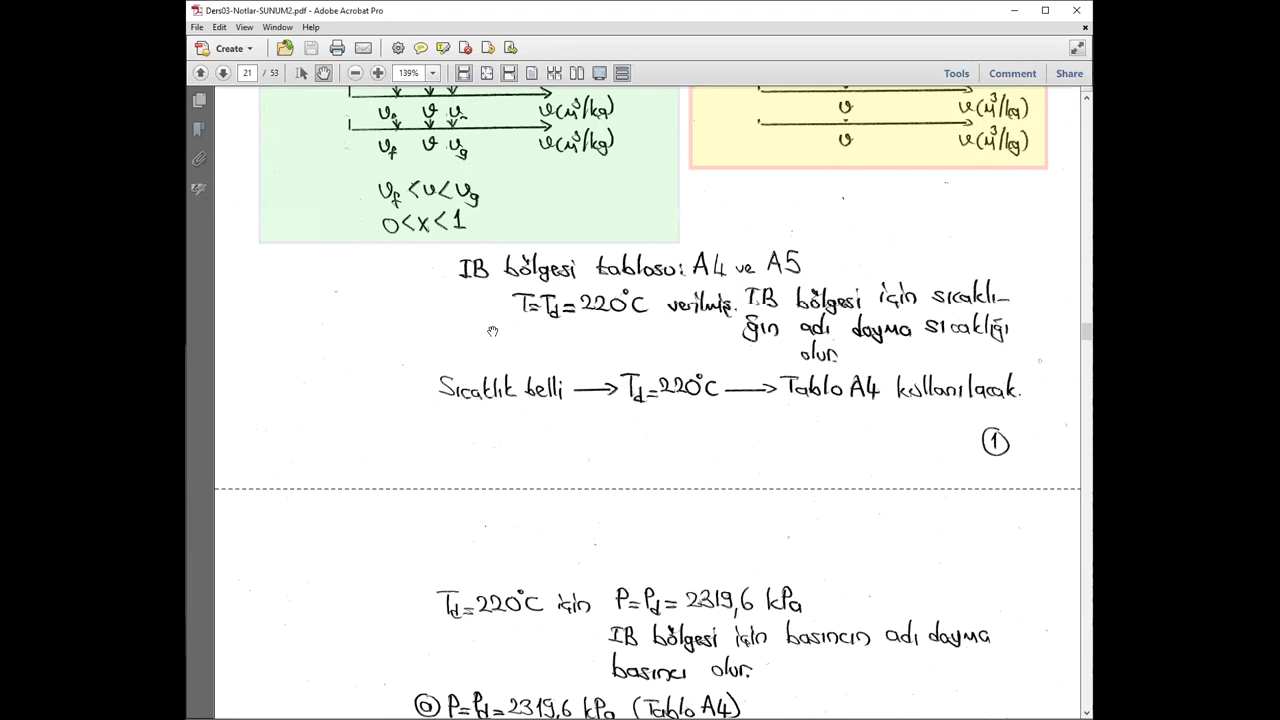 Ders03-Notlar-SUNUM2.pdf - Adobe Acrobat Pro
File Edit View Window Help
Create
21 / 53 139% Tools Comment Share
υ υ(m³/kg) υ υ(m³/kg)
υf υ υg υ(m³/kg) υ υ(m³/kg)
υf < υ < υg
0 < x < 1
IB bölgesi tablosu: A4 ve A5
T=Td=220°C verilmiş. IB bölgesi için sıcaklı-
ğın adı doyma sıcaklığı
olur.
Sıcaklık belli → Td=220°C → Tablo A4 kullanılacak.
1
Td=220°C için P=Pd=2319,6 kPa
IB bölgesi için basıncın adı doyma
basıncı olur.
a P=Pd=2319,6 kPa (Tablo A4)